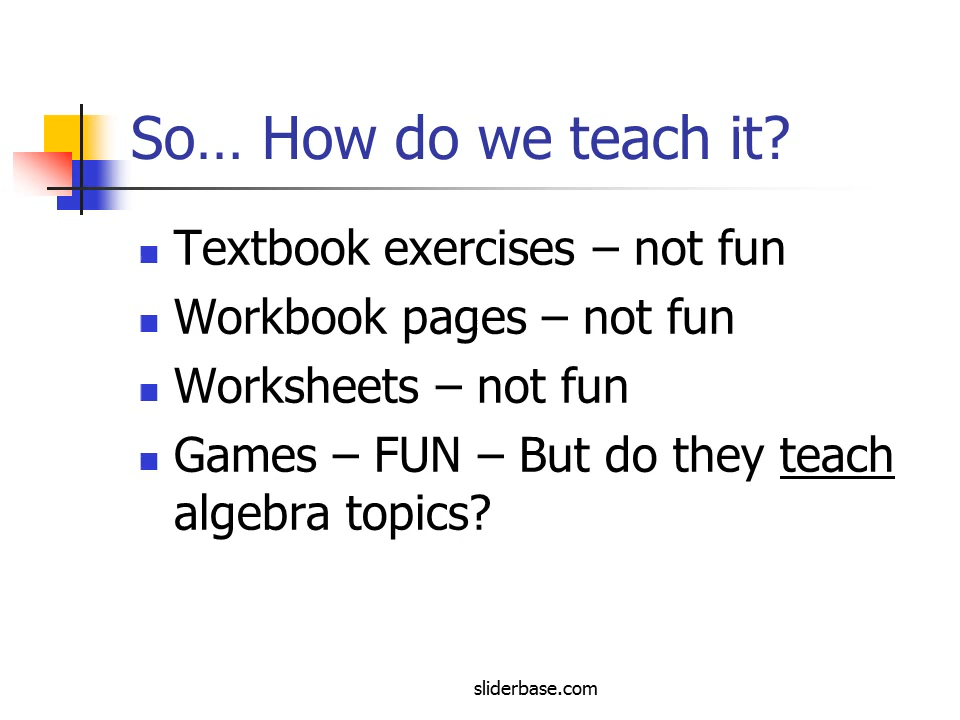 So… How do we teach it?
Textbook exercises – not fun
Workbook pages – not fun
Worksheets – not fun
Games – FUN – But do they teach
algebra topics?
sliderbase.com